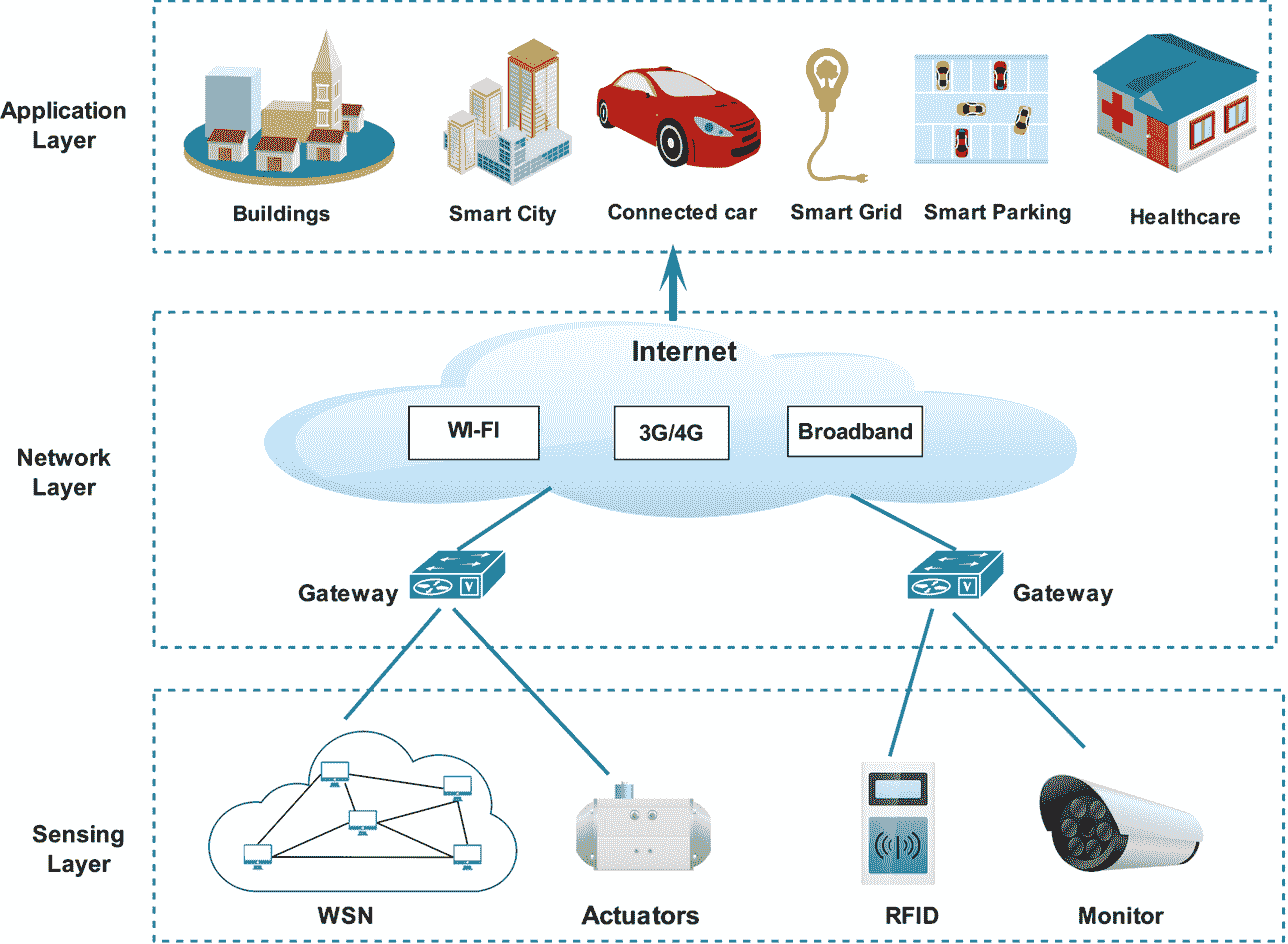 Application
Layer
Buildings
Smart City
Connected car
Smart Grid
Smart Parking
Healthcare
Internet
WI-FI
3G/4G
Broadband
Network
Layer
Gateway
V
V
Gateway
Sensing
Layer
WSN
Actuators
RFID
Monitor